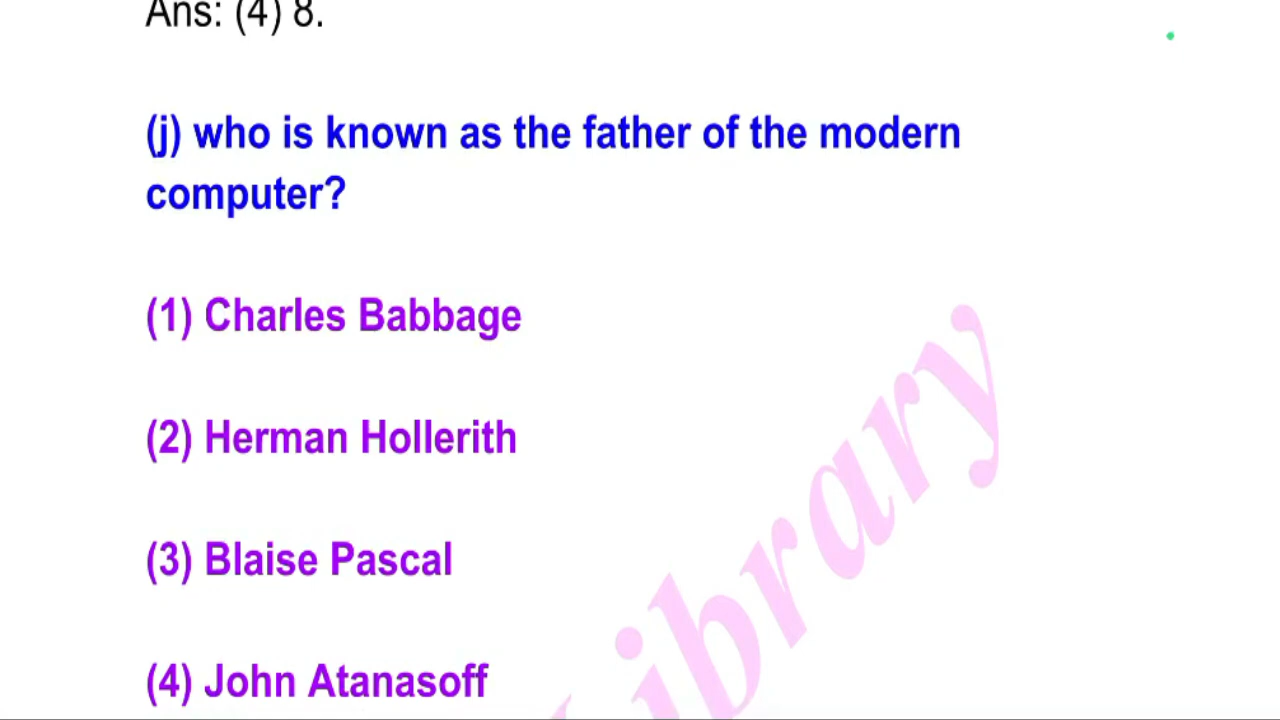 Ans: (4) 8.
(j) who is known as the father of the modern
computer?
(1) Charles Babbage
(2) Herman Hollerith
(3) Blaise Pascal
(4) John Atanasoff
Library